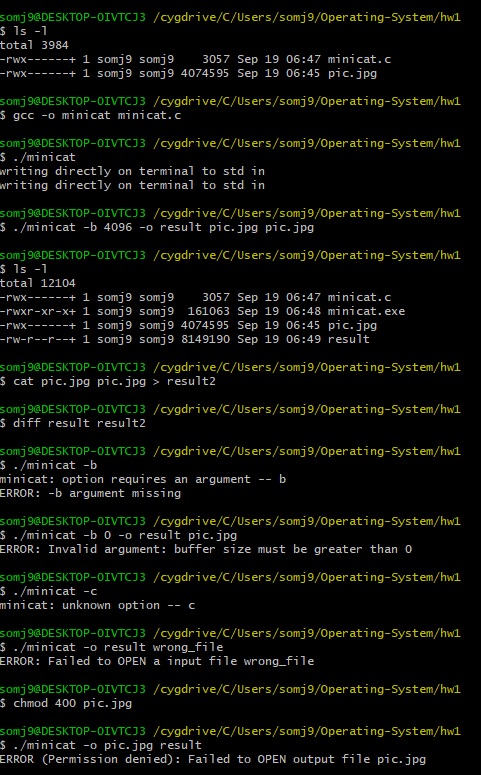 somj9@DESKTOP-OIVTCJ3 /cygdrive/C/Users/somj9/Operating-System/hw1
$ ls -l
total 3984
-rwx------+ 1 somj9 somj9    3057 Sep 19 06:47 minicat.c
-rwx------+ 1 somj9 somj9 4074595 Sep 19 06:45 pic.jpg
somj9@DESKTOP-OIVTCJ3 /cygdrive/C/Users/somj9/Operating-System/hw1
$ gcc -o minicat minicat.c
somj9@DESKTOP-OIVTCJ3 /cygdrive/C/Users/somj9/Operating-System/hw1
$ ./minicat
writing directly on terminal to std in
writing directly on terminal to std in
somj9@DESKTOP-OIVTCJ3 /cygdrive/C/Users/somj9/Operating-System/hw1
$ ./minicat -b 4096 -o result pic.jpg pic.jpg
somj9@DESKTOP-OIVTCJ3 /cygdrive/C/Users/somj9/Operating-System/hw1
$ ls -l
total 12104
-rwx------+ 1 somj9 somj9    3057 Sep 19 06:47 minicat.c
-rwxr-xr-x+ 1 somj9 somj9  161063 Sep 19 06:48 minicat.exe
-rwx------+ 1 somj9 somj9 4074595 Sep 19 06:45 pic.jpg
-rw-r--r--+ 1 somj9 somj9 8149190 Sep 19 06:49 result
somj9@DESKTOP-OIVTCJ3 /cygdrive/C/Users/somj9/Operating-System/hw1
$ cat pic.jpg pic.jpg > result2
somj9@DESKTOP-OIVTCJ3 /cygdrive/C/Users/somj9/Operating-System/hw1
$ diff result result2
somj9@DESKTOP-OIVTCJ3 /cygdrive/C/Users/somj9/Operating-System/hw1
$ ./minicat -b
minicat: option requires an argument -- b
ERROR: -b argument missing
somj9@DESKTOP-OIVTCJ3 /cygdrive/C/Users/somj9/Operating-System/hw1
$ ./minicat -b 0 -o result pic.jpg
ERROR: Invalid argument: buffer size must be greater than 0
somj9@DESKTOP-OIVTCJ3 /cygdrive/C/Users/somj9/Operating-System/hw1
$ ./minicat -c
minicat: unknown option -- c
somj9@DESKTOP-OIVTCJ3 /cygdrive/C/Users/somj9/Operating-System/hw1
$ ./minicat -o result wrong_file
ERROR: Failed to OPEN a input file wrong_file
somj9@DESKTOP-OIVTCJ3 /cygdrive/C/Users/somj9/Operating-System/hw1
$ chmod 400 pic.jpg
somj9@DESKTOP-OIVTCJ3 /cygdrive/C/Users/somj9/Operating-System/hw1
$ ./minicat -o pic.jpg result
ERROR (Permission denied): Failed to OPEN output file pic.jpg